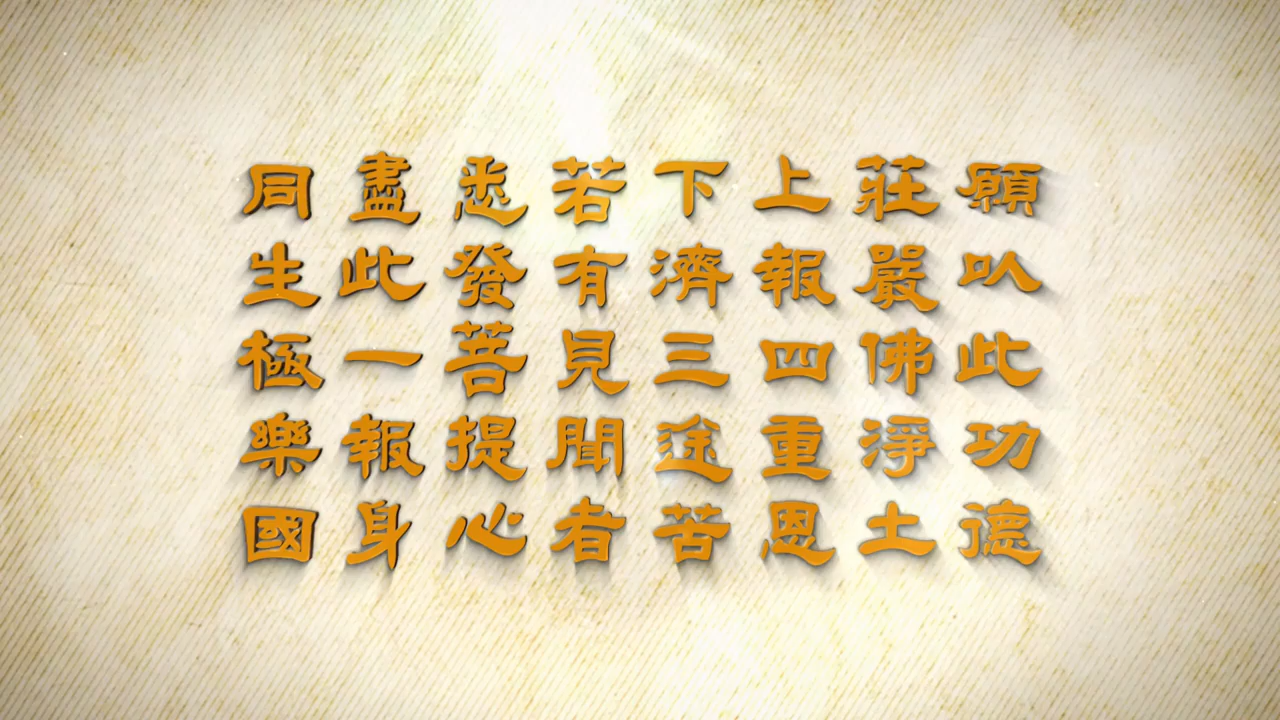 願以此功德
莊嚴佛淨土
上報四重恩
下濟三途苦
若有見聞者
悉發菩提心
盡此一報身
同生極樂國